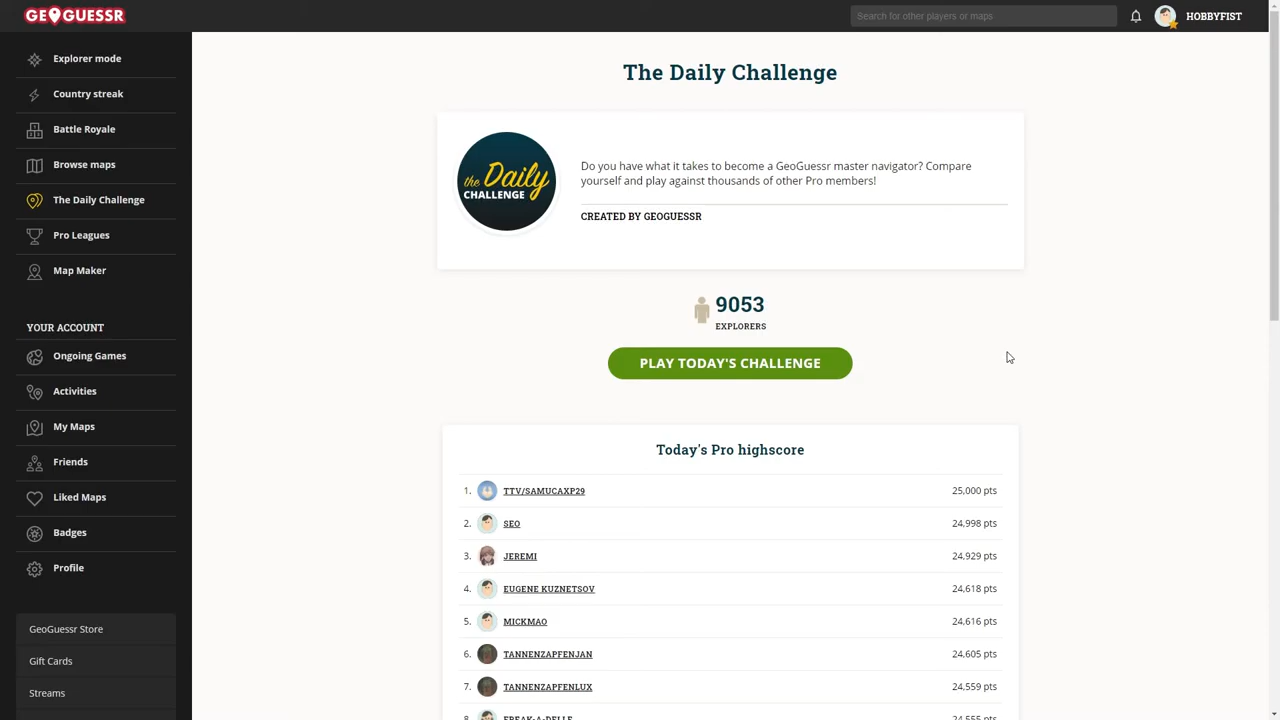 GEOGUESSR
Search for other players or maps
HOBBYFIST
Explorer mode
Country streak
Battle Royale
Browse maps
The Daily Challenge
Pro Leagues
Map Maker
YOUR ACCOUNT
Ongoing Games
Activities
My Maps
Friends
Liked Maps
Badges
Profile
GeoGuessr Store
Gift Cards
Streams
The Daily Challenge
the Daily
CHALLENGE
Do you have what it takes to become a GeoGuessr master navigator? Compare
yourself and play against thousands of other Pro members!
CREATED BY GEOGUESSR
9053
EXPLORERS
PLAY TODAY'S CHALLENGE
Today's Pro highscore
1. TTV/SAMUCAXP29 25,000 pts
2. SEO 24,998 pts
3. JEREMI 24,929 pts
4. EUGENE KUZNETSOV 24,618 pts
5. MICKMAO 24,616 pts
6. TANNENZAPFENJAN 24,605 pts
7. TANNENZAPFENLUX 24,559 pts
8. FREAK-A-DELLE 24,555 pts